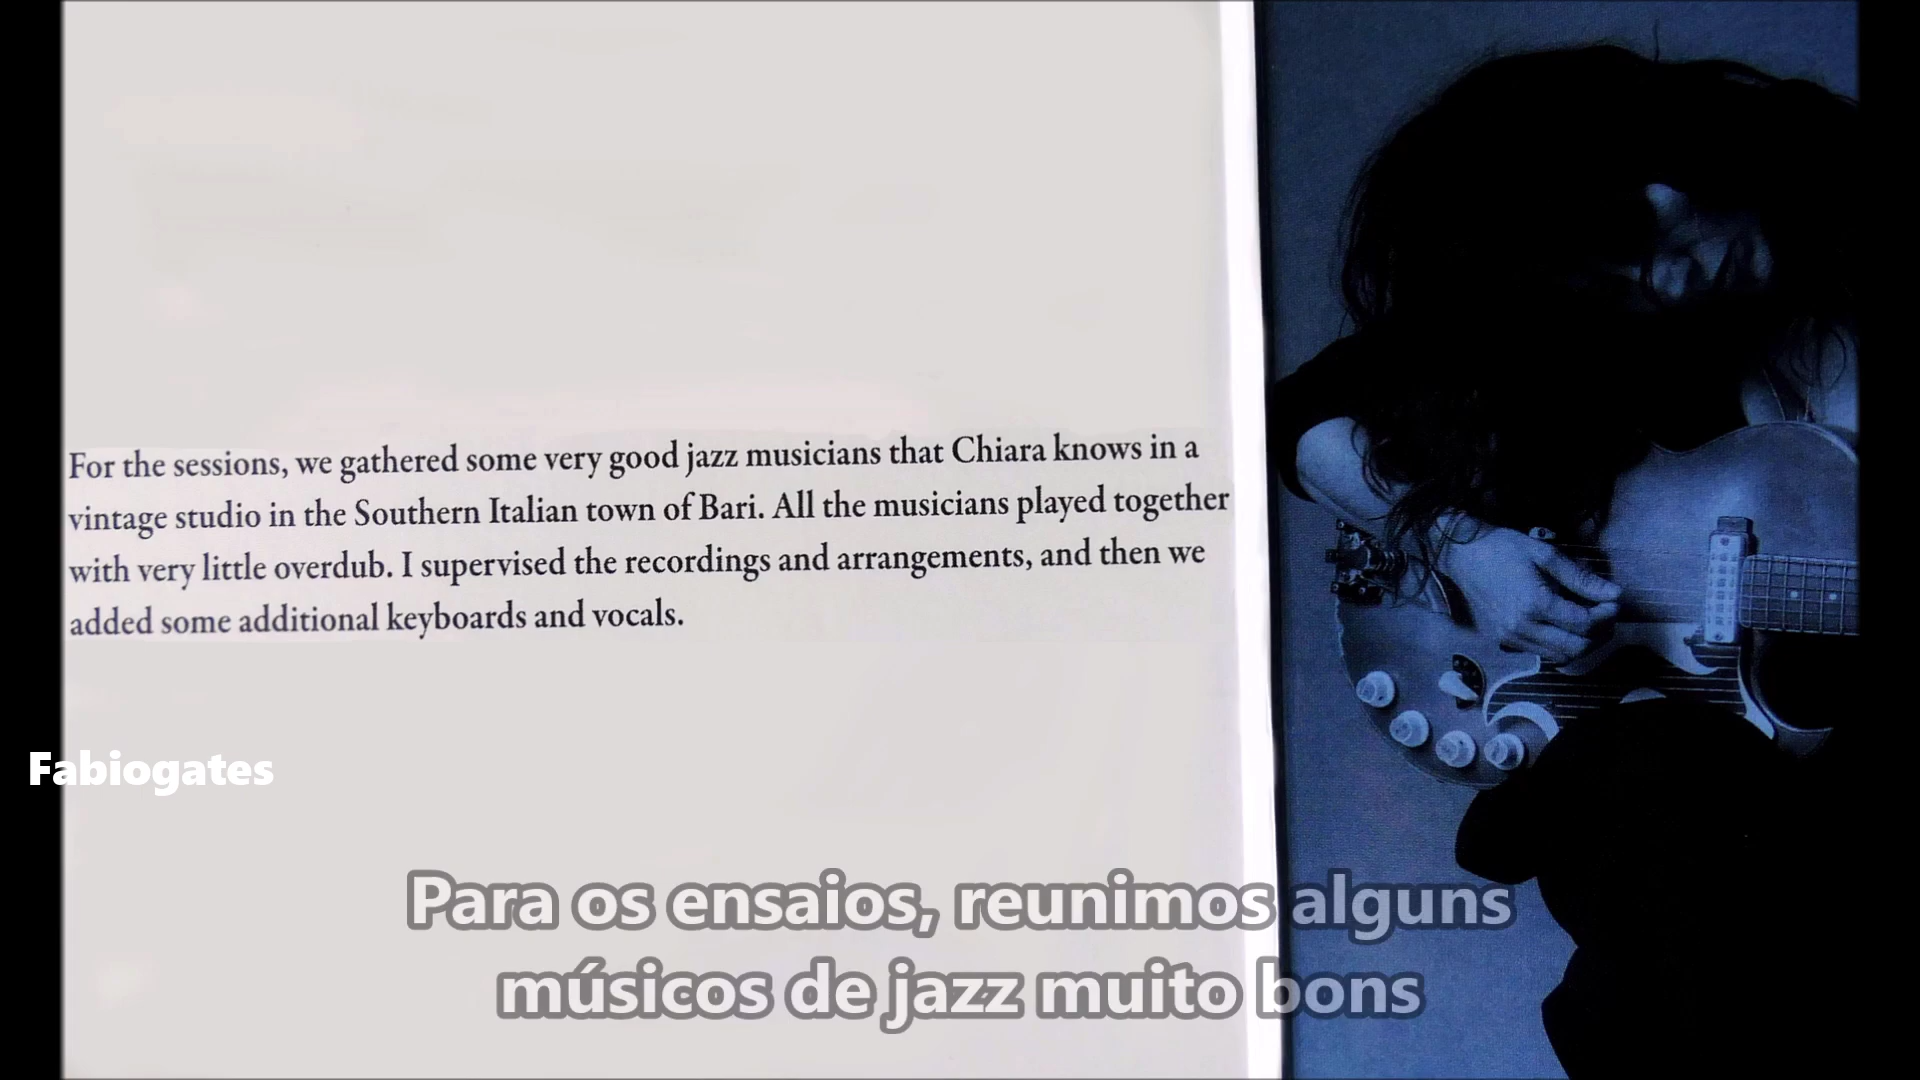 For the sessions, we gathered some very good jazz musicians that Chiara knows in a
vintage studio in the Southern Italian town of Bari. All the musicians played together
with very little overdub. I supervised the recordings and arrangements, and then we
added some additional keyboards and vocals.
Fabiogates
Para os ensaios, reunimos alguns
músicos de jazz muito bons